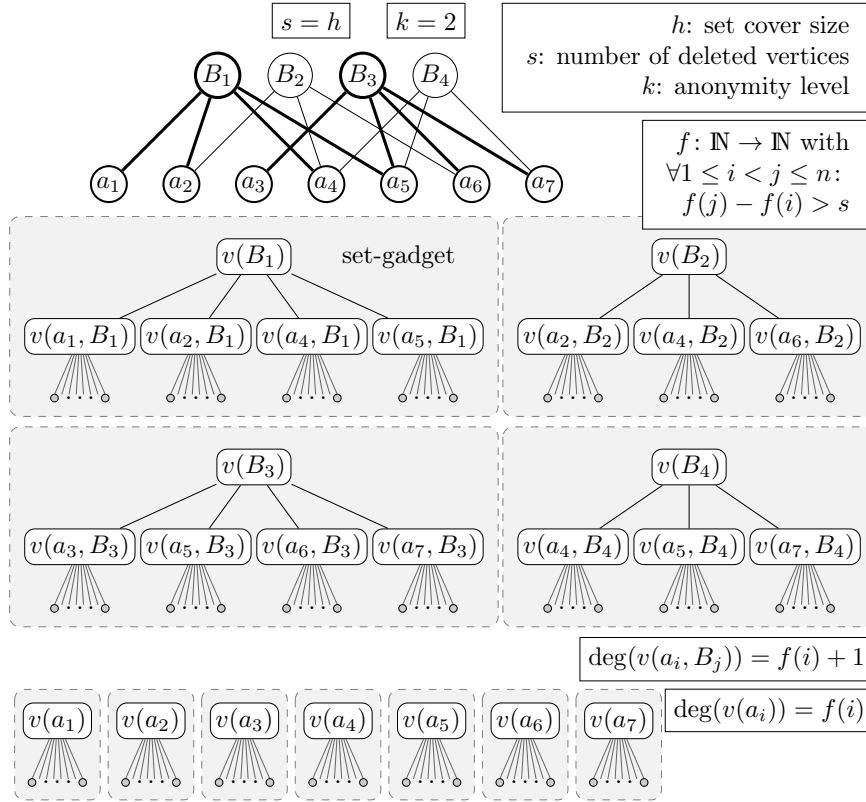 s = h    k = 2
h: set cover size
s: number of deleted vertices
k: anonymity level
B₁ B₂ B₃ B₄
f : ℕ → ℕ with
∀1 ≤ i < j ≤ n :
f(j) − f(i) > s
a₁ a₂ a₃ a₄ a₅ a₆ a₇
v(B₁) set-gadget v(B₂)
v(a₁, B₁) v(a₂, B₁) v(a₄, B₁) v(a₅, B₁) v(a₂, B₂) v(a₄, B₂) v(a₆, B₂)
v(B₃) v(B₄)
v(a₃, B₃) v(a₅, B₃) v(a₆, B₃) v(a₇, B₃) v(a₄, B₄) v(a₅, B₄) v(a₇, B₄)
deg(v(aᵢ, Bⱼ)) = f(i) + 1
deg(v(aᵢ)) = f(i)
v(a₁) v(a₂) v(a₃) v(a₄) v(a₅) v(a₆) v(a₇)